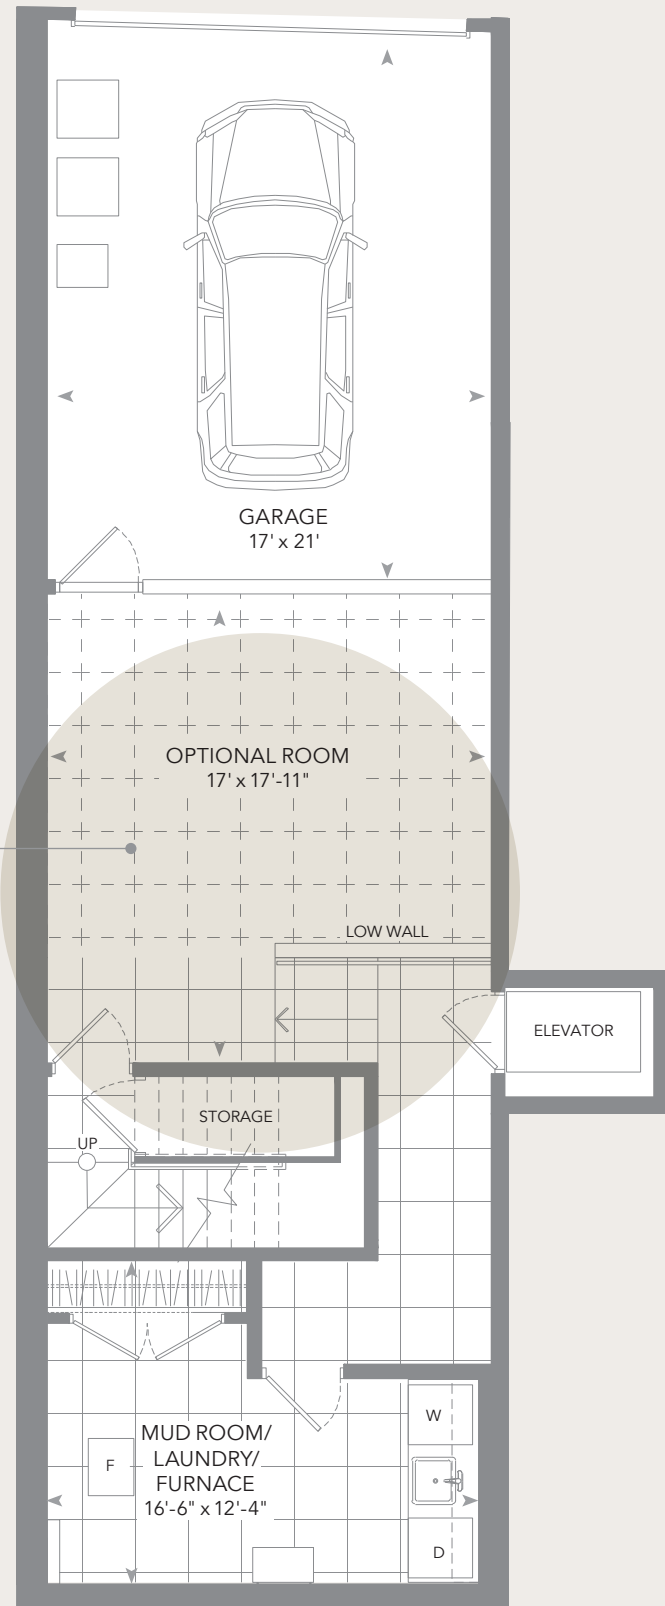 GARAGE
17' x 21'
OPTIONAL ROOM
17' x 17'-11"
LOW WALL
ELEVATOR
STORAGE
UP
W
MUD ROOM/
LAUNDRY/
FURNACE
16'-6" x 12'-4"
F
D